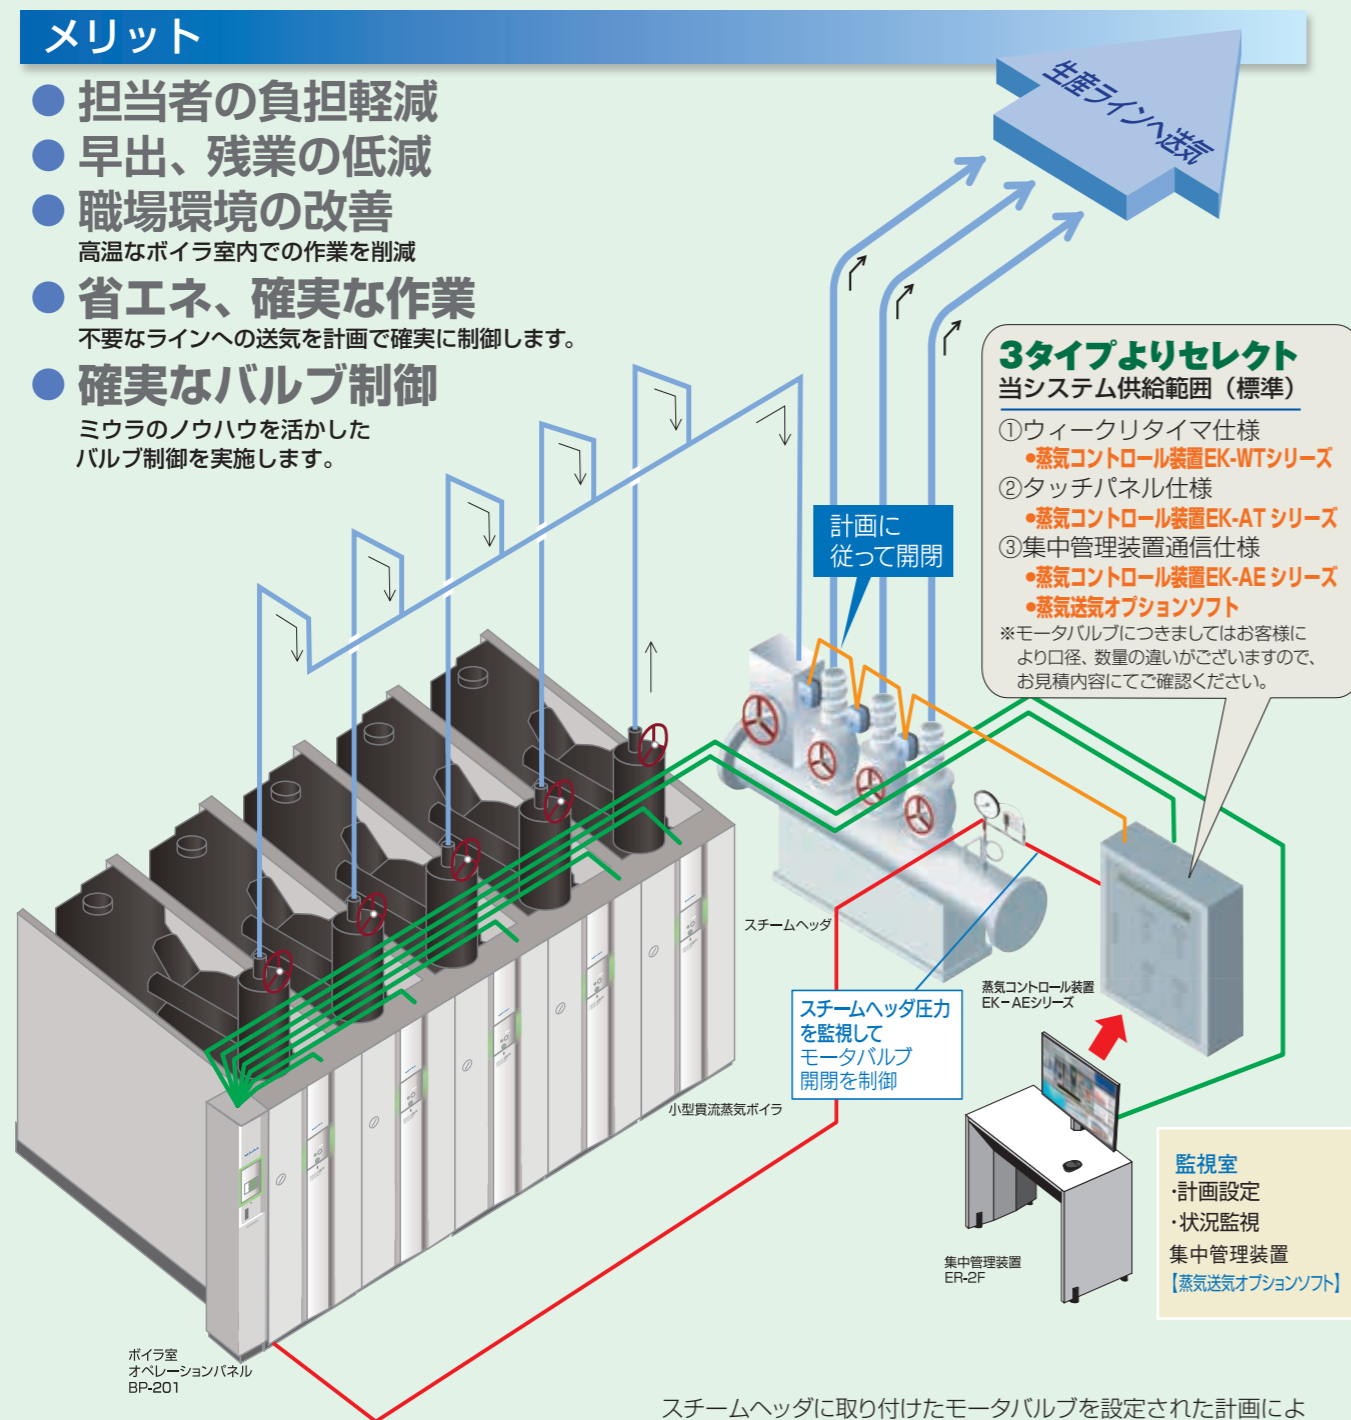 メリット
● 担当者の負担軽減
● 早出、残業の低減
● 職場環境の改善
高温なボイラ室内での作業を削減
● 省エネ、確実な作業
不要なラインへの送気を計画で確実に制御します。
● 確実なバルブ制御
ミウラのノウハウを活かした
バルブ制御を実施します。
生産ラインへ送気
3タイプよりセレクト
当システム供給範囲（標準）
①ウィークリタイマ仕様
●蒸気コントロール装置EK-WTシリーズ
②タッチパネル仕様
●蒸気コントロール装置EK-AT シリーズ
③集中管理装置通信仕様
●蒸気コントロール装置EK-AE シリーズ
●蒸気送気オプションソフト
※モータバルブにつきましてはお客様に
より口径、数量の違いがございますので、
お見積内容にてご確認ください。
計画に
従って開閉
スチームヘッダ
蒸気コントロール装置
EK-AEシリーズ
スチームヘッダ圧力
を監視して
モータバルブ
開閉を制御
小型貫流蒸気ボイラ
監視室
・計画設定
・状況監視
集中管理装置
【蒸気送気オプションソフト】
集中管理装置
ER-2F
ボイラ室
オペレーションパネル
BP-201
スチームヘッダに取り付けたモータバルブを設定された計画によ